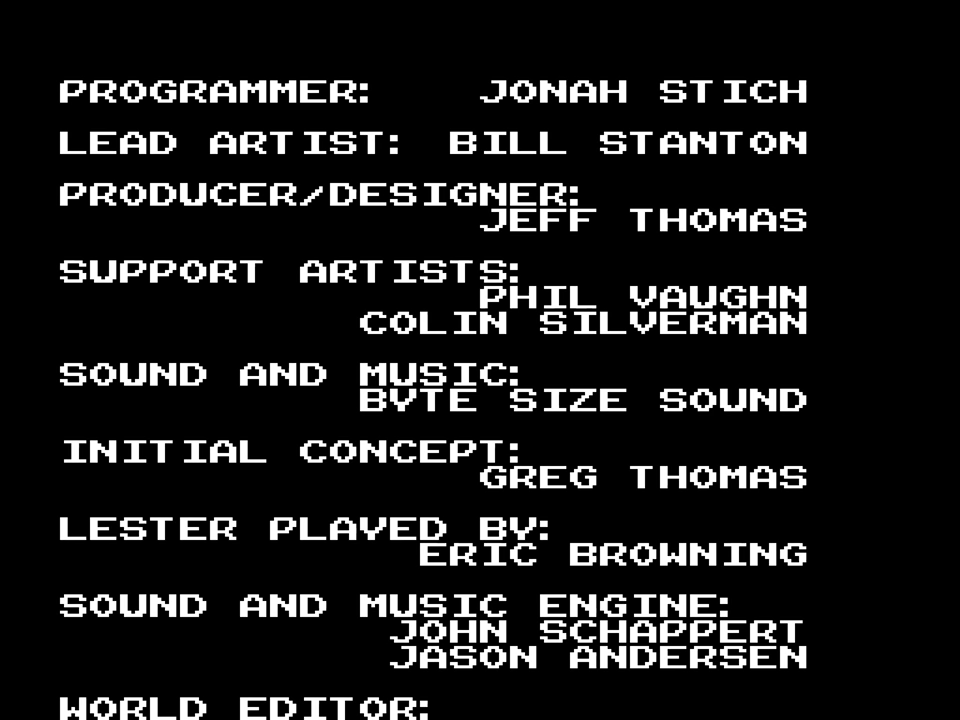 PROGRAMMER: JONAH STICH
LEAD ARTIST: BILL STANTON
PRODUCER/DESIGNER:
JEFF THOMAS
SUPPORT ARTISTS:
PHIL VAUGHN
COLIN SILVERMAN
SOUND AND MUSIC:
BYTE SIZE SOUND
INITIAL CONCEPT:
GREG THOMAS
LESTER PLAYED BY:
ERIC BROWNING
SOUND AND MUSIC ENGINE:
JOHN SCHAPPERT
JASON ANDERSEN
WORLD EDITOR: